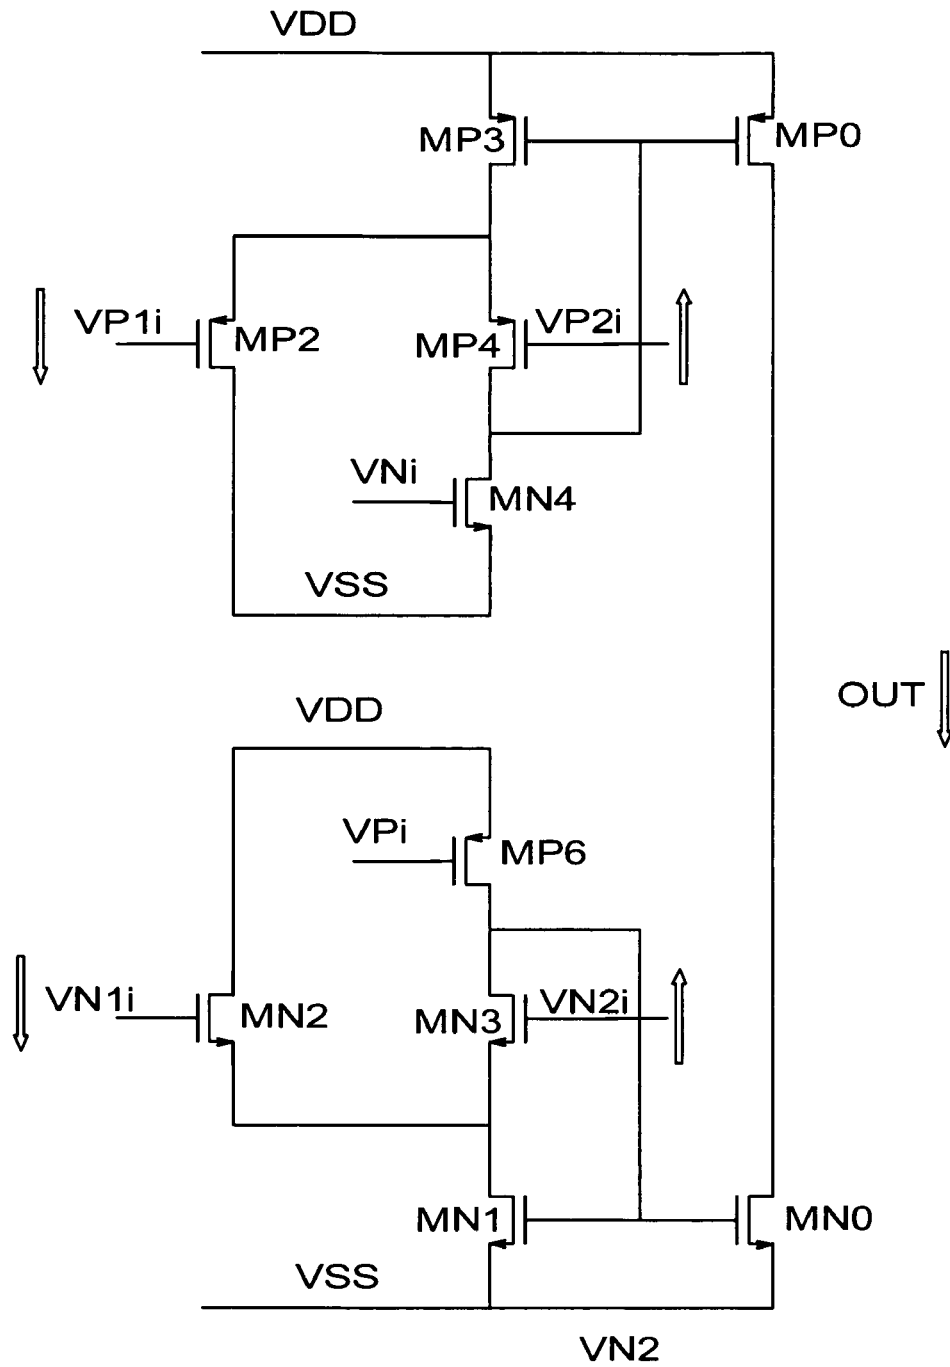 VDD
MP3
MP0
VP1i
MP2
MP4
VP2i
VNi
MN4
VSS
OUT
VDD
VPi
MP6
VN1i
MN2
MN3
VN2i
MN1
MN0
VSS
VN2